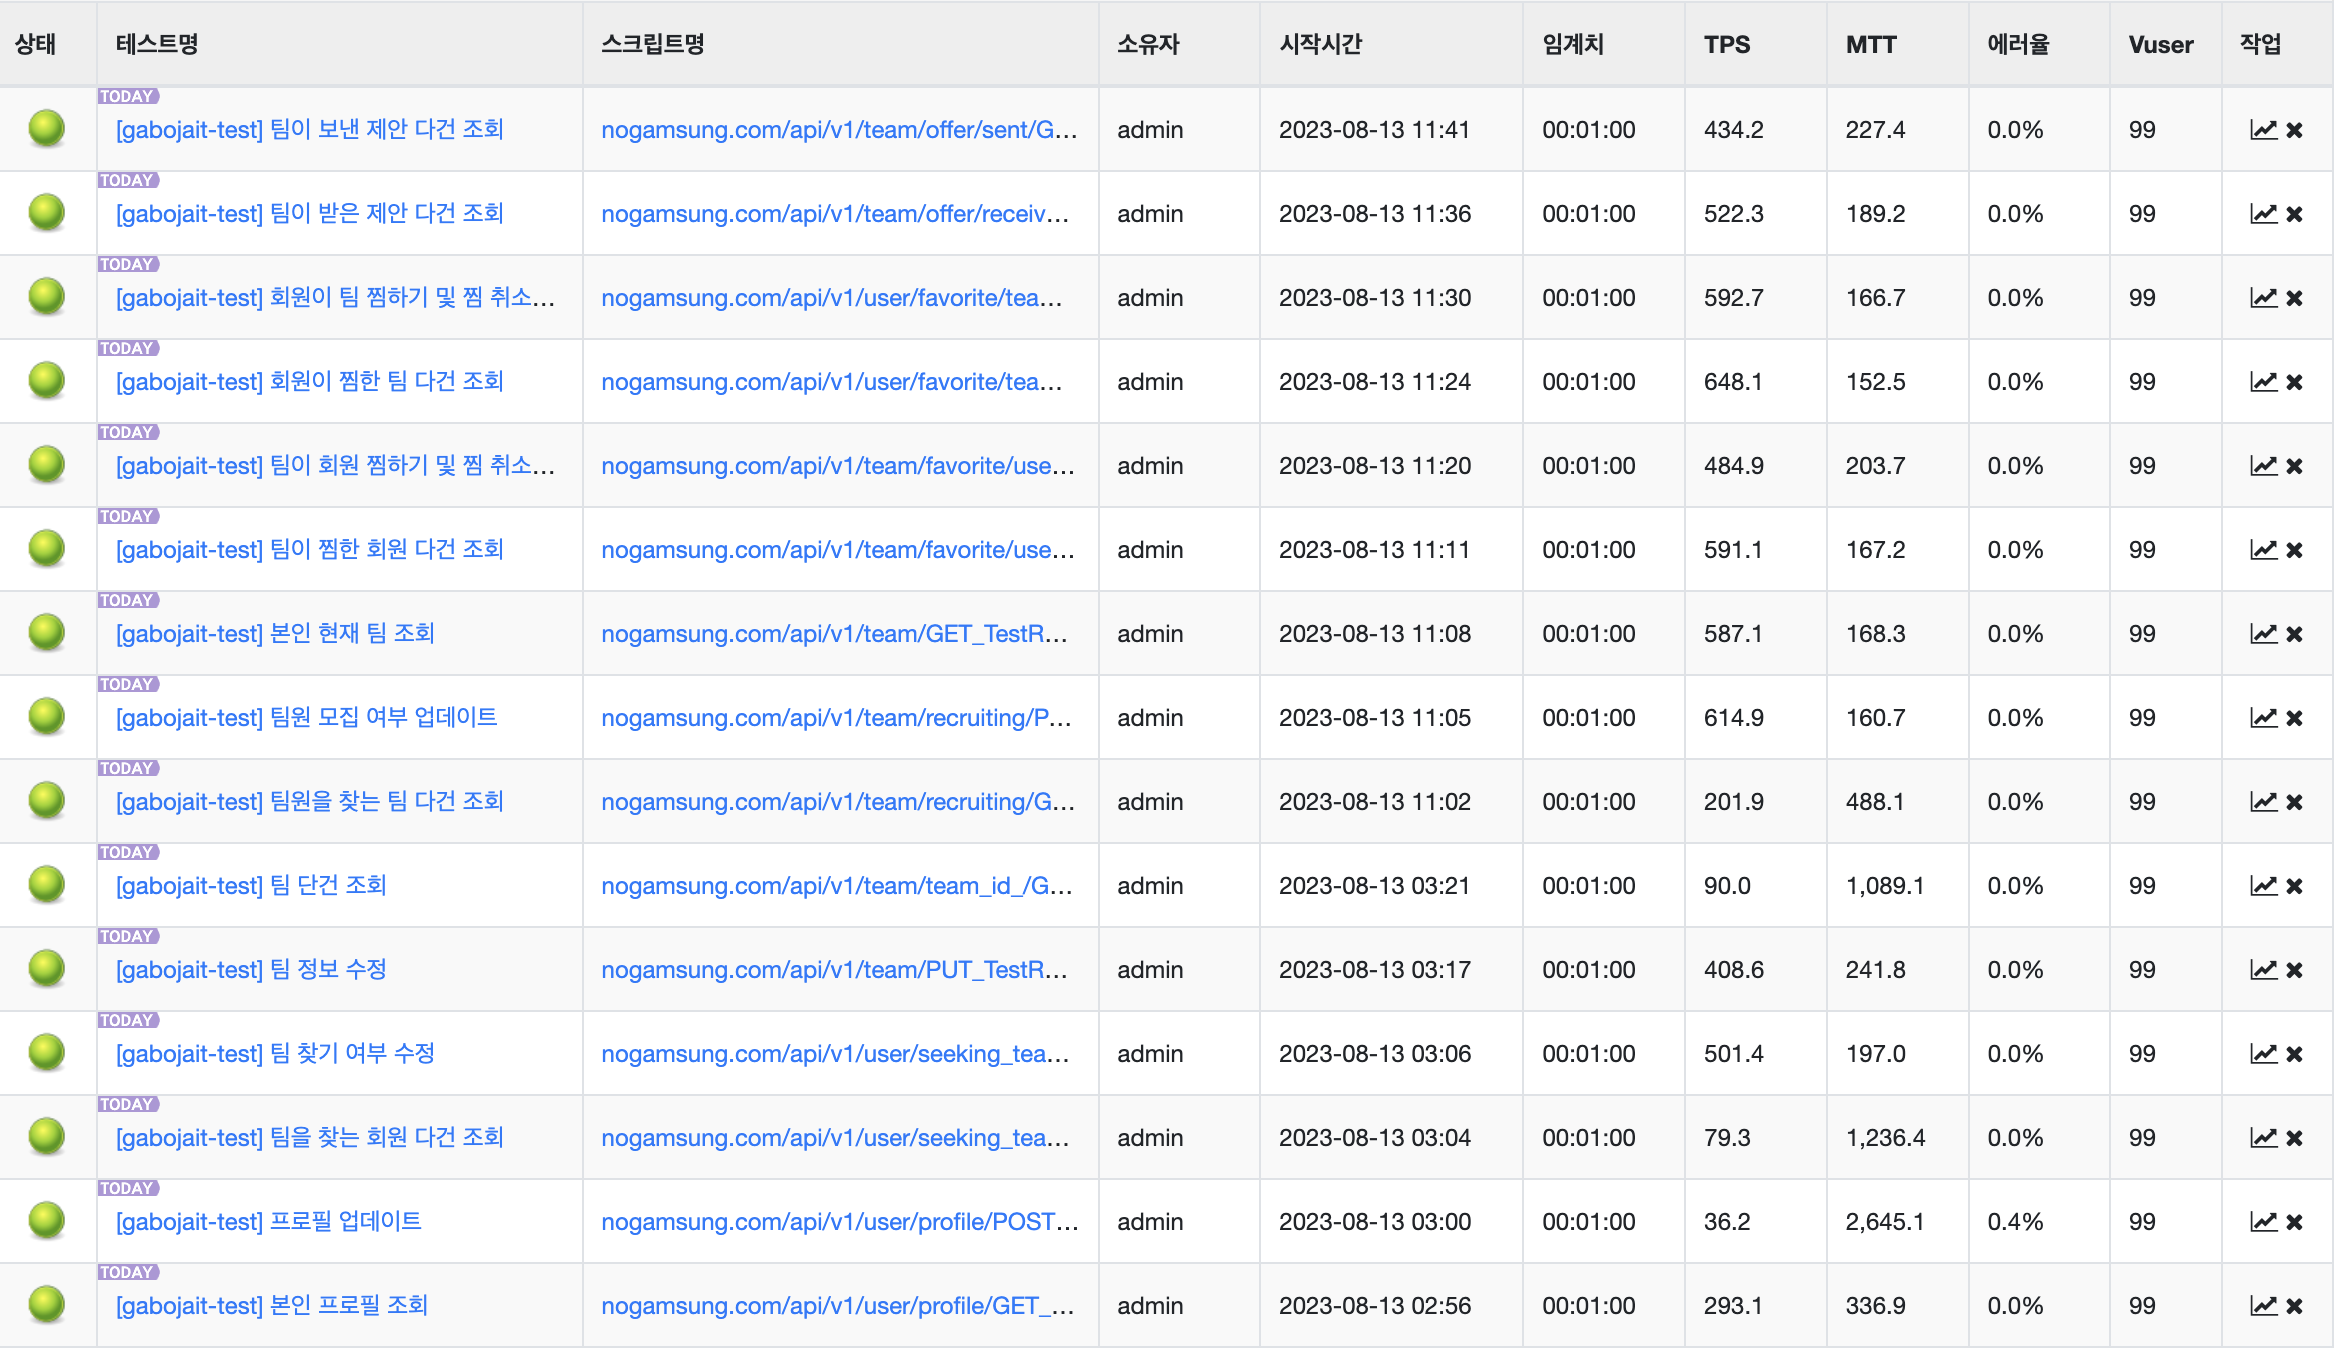 상태 테스트명 스크립트명 소유자 시작시간 임계치 TPS MTT 에러율 Vuser 작업
TODAY
[gabojait-test] 팀이 보낸 제안 다건 조회 nogamsung.com/api/v1/team/offer/sent/G... admin 2023-08-13 11:41 00:01:00 434.2 227.4 0.0% 99
TODAY
[gabojait-test] 팀이 받은 제안 다건 조회 nogamsung.com/api/v1/team/offer/receiv... admin 2023-08-13 11:36 00:01:00 522.3 189.2 0.0% 99
TODAY
[gabojait-test] 회원이 팀 찜하기 및 찜 취소... nogamsung.com/api/v1/user/favorite/tea... admin 2023-08-13 11:30 00:01:00 592.7 166.7 0.0% 99
TODAY
[gabojait-test] 회원이 찜한 팀 다건 조회 nogamsung.com/api/v1/user/favorite/tea... admin 2023-08-13 11:24 00:01:00 648.1 152.5 0.0% 99
TODAY
[gabojait-test] 팀이 회원 찜하기 및 찜 취소... nogamsung.com/api/v1/team/favorite/use... admin 2023-08-13 11:20 00:01:00 484.9 203.7 0.0% 99
TODAY
[gabojait-test] 팀이 찜한 회원 다건 조회 nogamsung.com/api/v1/team/favorite/use... admin 2023-08-13 11:11 00:01:00 591.1 167.2 0.0% 99
TODAY
[gabojait-test] 본인 현재 팀 조회 nogamsung.com/api/v1/team/GET_TestR... admin 2023-08-13 11:08 00:01:00 587.1 168.3 0.0% 99
TODAY
[gabojait-test] 팀원 모집 여부 업데이트 nogamsung.com/api/v1/team/recruiting/P... admin 2023-08-13 11:05 00:01:00 614.9 160.7 0.0% 99
TODAY
[gabojait-test] 팀원을 찾는 팀 다건 조회 nogamsung.com/api/v1/team/recruiting/G... admin 2023-08-13 11:02 00:01:00 201.9 488.1 0.0% 99
TODAY
[gabojait-test] 팀 단건 조회 nogamsung.com/api/v1/team/team_id_/G... admin 2023-08-13 03:21 00:01:00 90.0 1,089.1 0.0% 99
TODAY
[gabojait-test] 팀 정보 수정 nogamsung.com/api/v1/team/PUT_TestR... admin 2023-08-13 03:17 00:01:00 408.6 241.8 0.0% 99
TODAY
[gabojait-test] 팀 찾기 여부 수정 nogamsung.com/api/v1/user/seeking_tea... admin 2023-08-13 03:06 00:01:00 501.4 197.0 0.0% 99
TODAY
[gabojait-test] 팀을 찾는 회원 다건 조회 nogamsung.com/api/v1/user/seeking_tea... admin 2023-08-13 03:04 00:01:00 79.3 1,236.4 0.0% 99
TODAY
[gabojait-test] 프로필 업데이트 nogamsung.com/api/v1/user/profile/POST... admin 2023-08-13 03:00 00:01:00 36.2 2,645.1 0.4% 99
TODAY
[gabojait-test] 본인 프로필 조회 nogamsung.com/api/v1/user/profile/GET_... admin 2023-08-13 02:56 00:01:00 293.1 336.9 0.0% 99